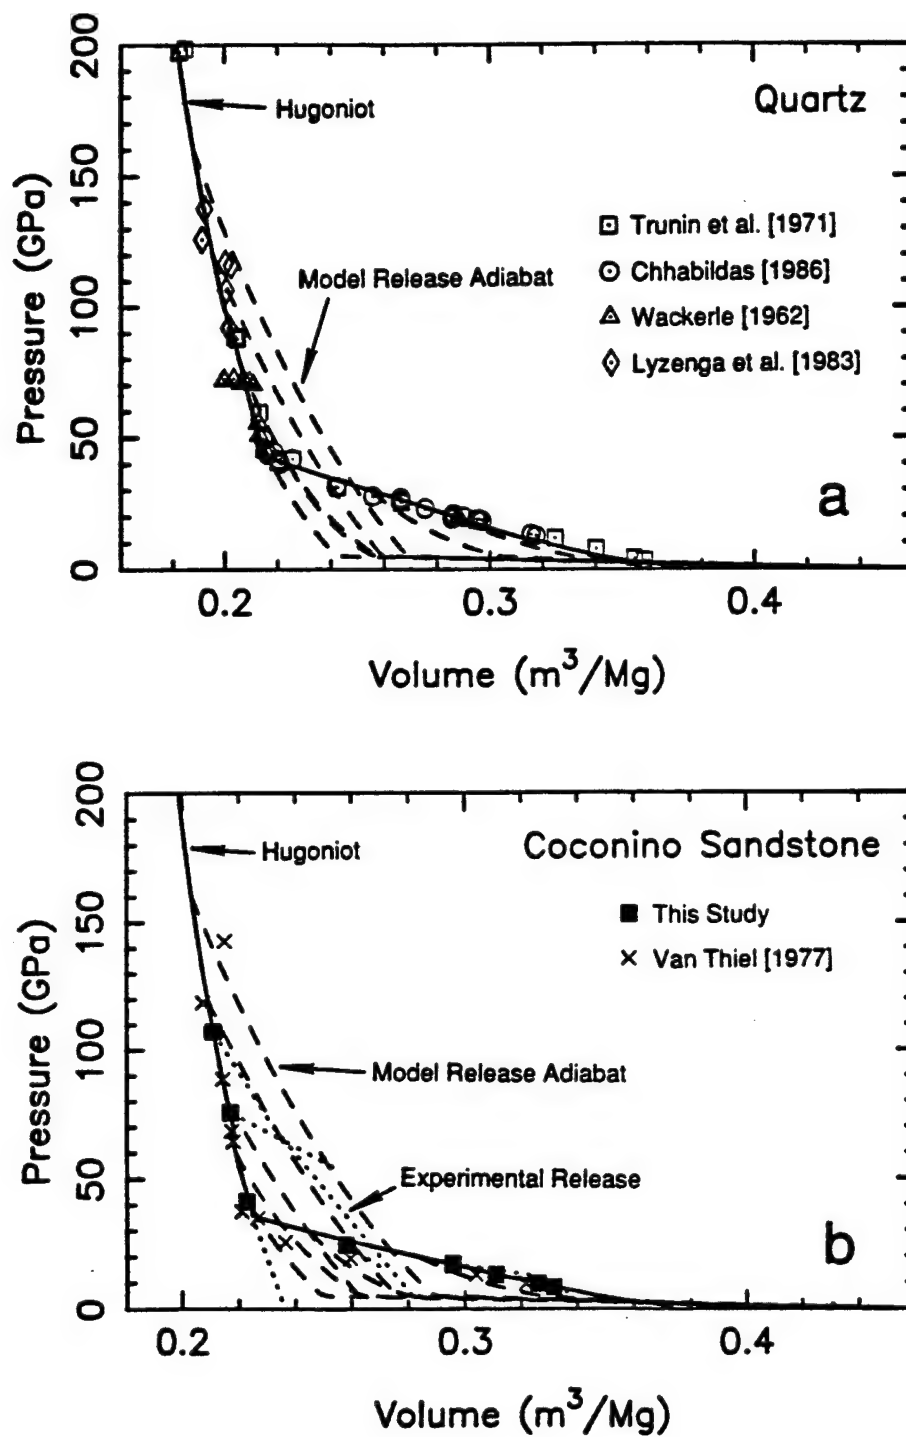 200
150
100
50
0
Pressure (GPa)
Hugoniot
Quartz
Trunin et al. [1971]
Chhabildas [1986]
Wackerle [1962]
Lyzenga et al. [1983]
Model Release Adiabat
a
0.2 0.3 0.4
Volume (m³/Mg)
200
150
100
50
0
Pressure (GPa)
Hugoniot
Coconino Sandstone
This Study
Van Thiel [1977]
Model Release Adiabat
Experimental Release
b
0.2 0.3 0.4
Volume (m³/Mg)